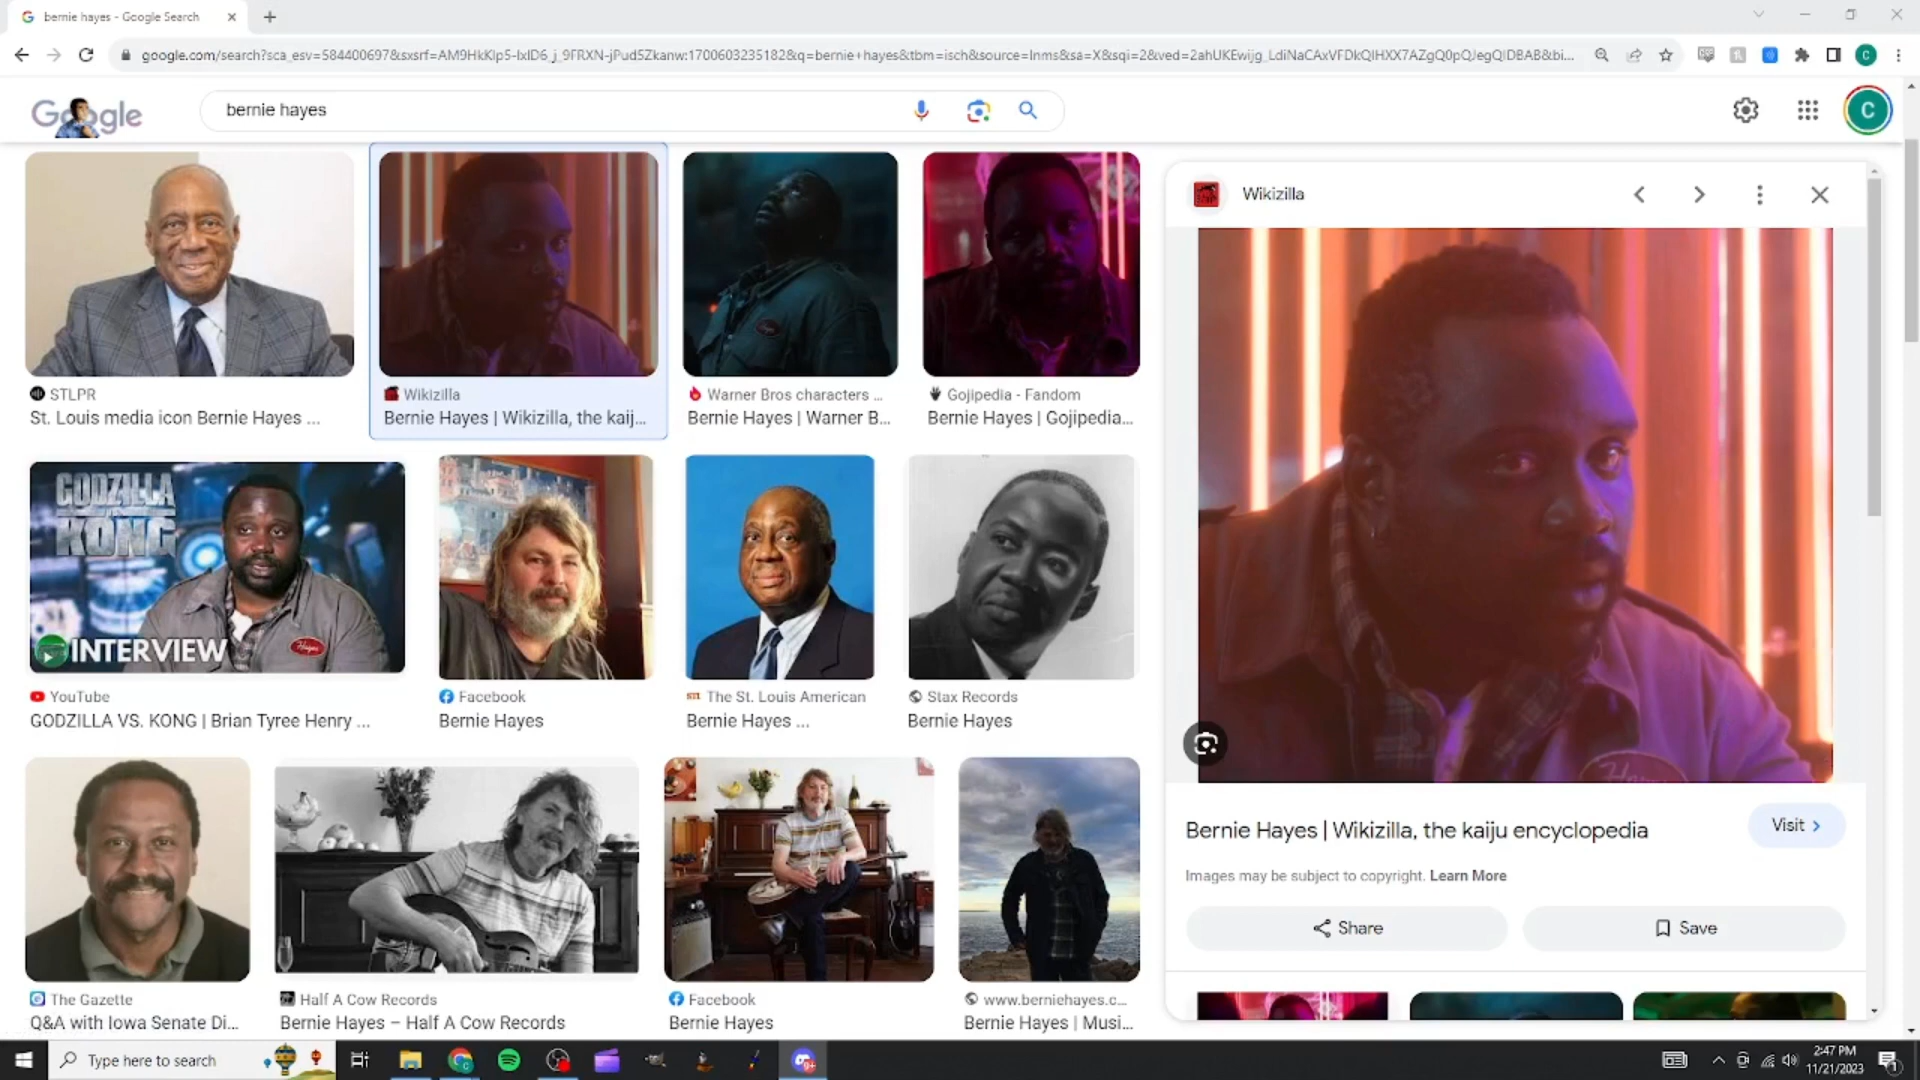 bernie hayes - Google Search
google.com/search?sca_esv=584400697&sxsrf=AM9HkKlp5-IxlD6_j_9FRXN-jPud5Zkanw:1700603235182&q=bernie+hayes&tbm=isch&source=lnms&sa=X&sqi=2&ved=2ahUKEwijg_LdiNaCAxVFDkQIHXX7AZgQ0pQJegQIDBAB&bi...
Google
bernie hayes
C
STLPR
St. Louis media icon Bernie Hayes ...
Wikizilla
Bernie Hayes | Wikizilla, the kaij...
Warner Bros characters ...
Bernie Hayes | Warner B...
Gojipedia - Fandom
Bernie Hayes | Gojipedia...
GODZILLA
KONG
INTERVIEW
Hayes
YouTube
GODZILLA VS. KONG | Brian Tyree Henry ...
Facebook
Bernie Hayes
The St. Louis American
Bernie Hayes ...
Stax Records
Bernie Hayes
The Gazette
Q&A with Iowa Senate Di...
Half A Cow Records
Bernie Hayes – Half A Cow Records
Facebook
Bernie Hayes
www.berniehayes.c...
Bernie Hayes | Musi...
Wikizilla
Bernie Hayes | Wikizilla, the kaiju encyclopedia
Visit
Images may be subject to copyright. Learn More
Share
Save
Type here to search
2:47 PM
11/21/2023